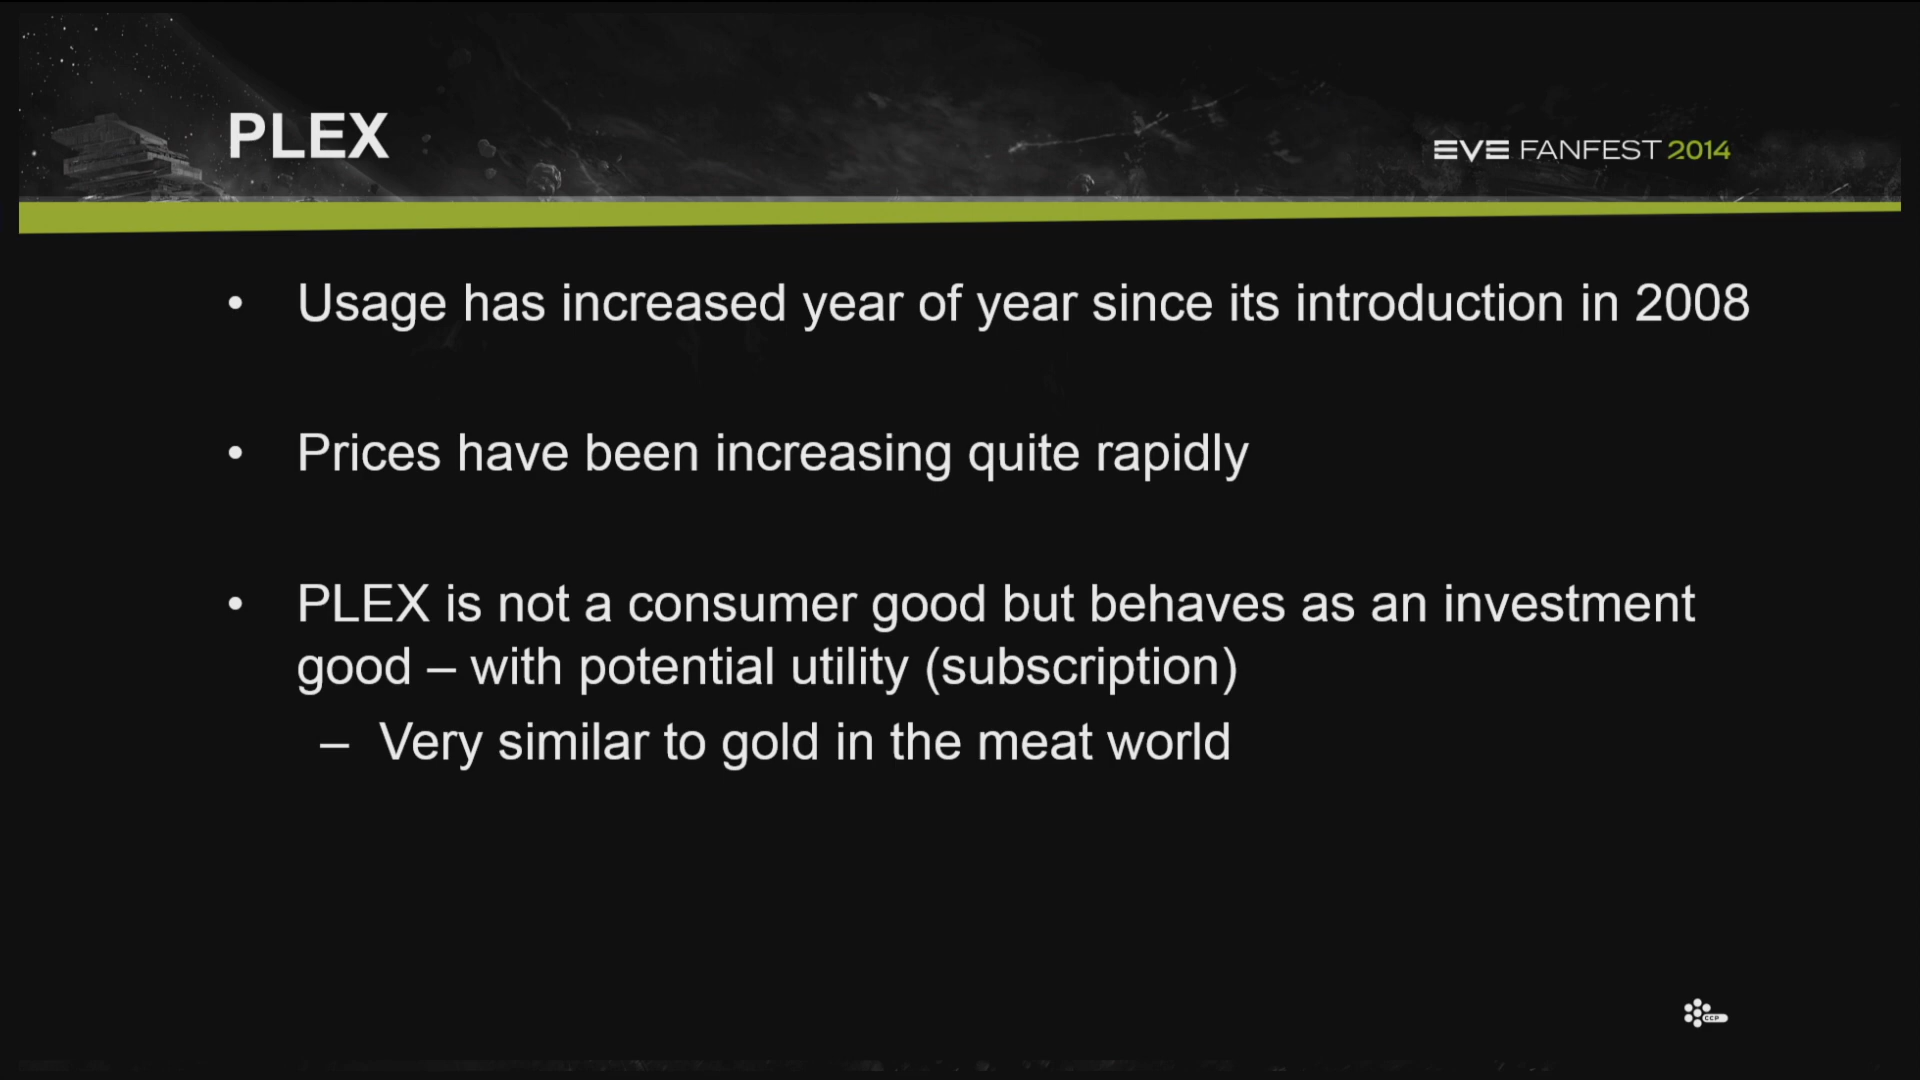 PLEX
EVE FANFEST 2014
• Usage has increased year of year since its introduction in 2008
• Prices have been increasing quite rapidly
• PLEX is not a consumer good but behaves as an investment
good – with potential utility (subscription)
– Very similar to gold in the meat world
CCP